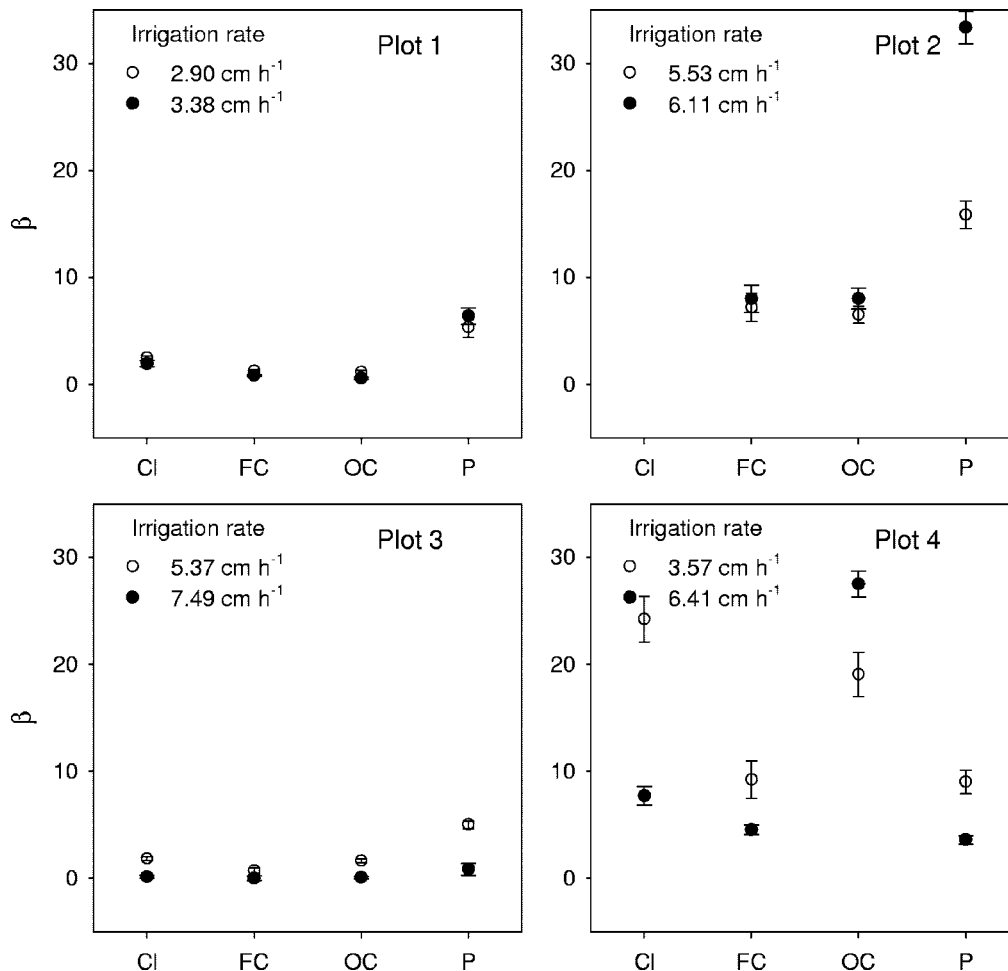 Irrigation rate
Plot 1
2.90 cm h⁻¹
3.38 cm h⁻¹
30
20
10
0
β
Cl
FC
OC
P
Irrigation rate
Plot 2
5.53 cm h⁻¹
6.11 cm h⁻¹
30
20
10
0
Cl
FC
OC
P
Irrigation rate
Plot 3
5.37 cm h⁻¹
7.49 cm h⁻¹
30
20
10
0
β
Cl
FC
OC
P
Irrigation rate
Plot 4
3.57 cm h⁻¹
6.41 cm h⁻¹
30
20
10
0
Cl
FC
OC
P